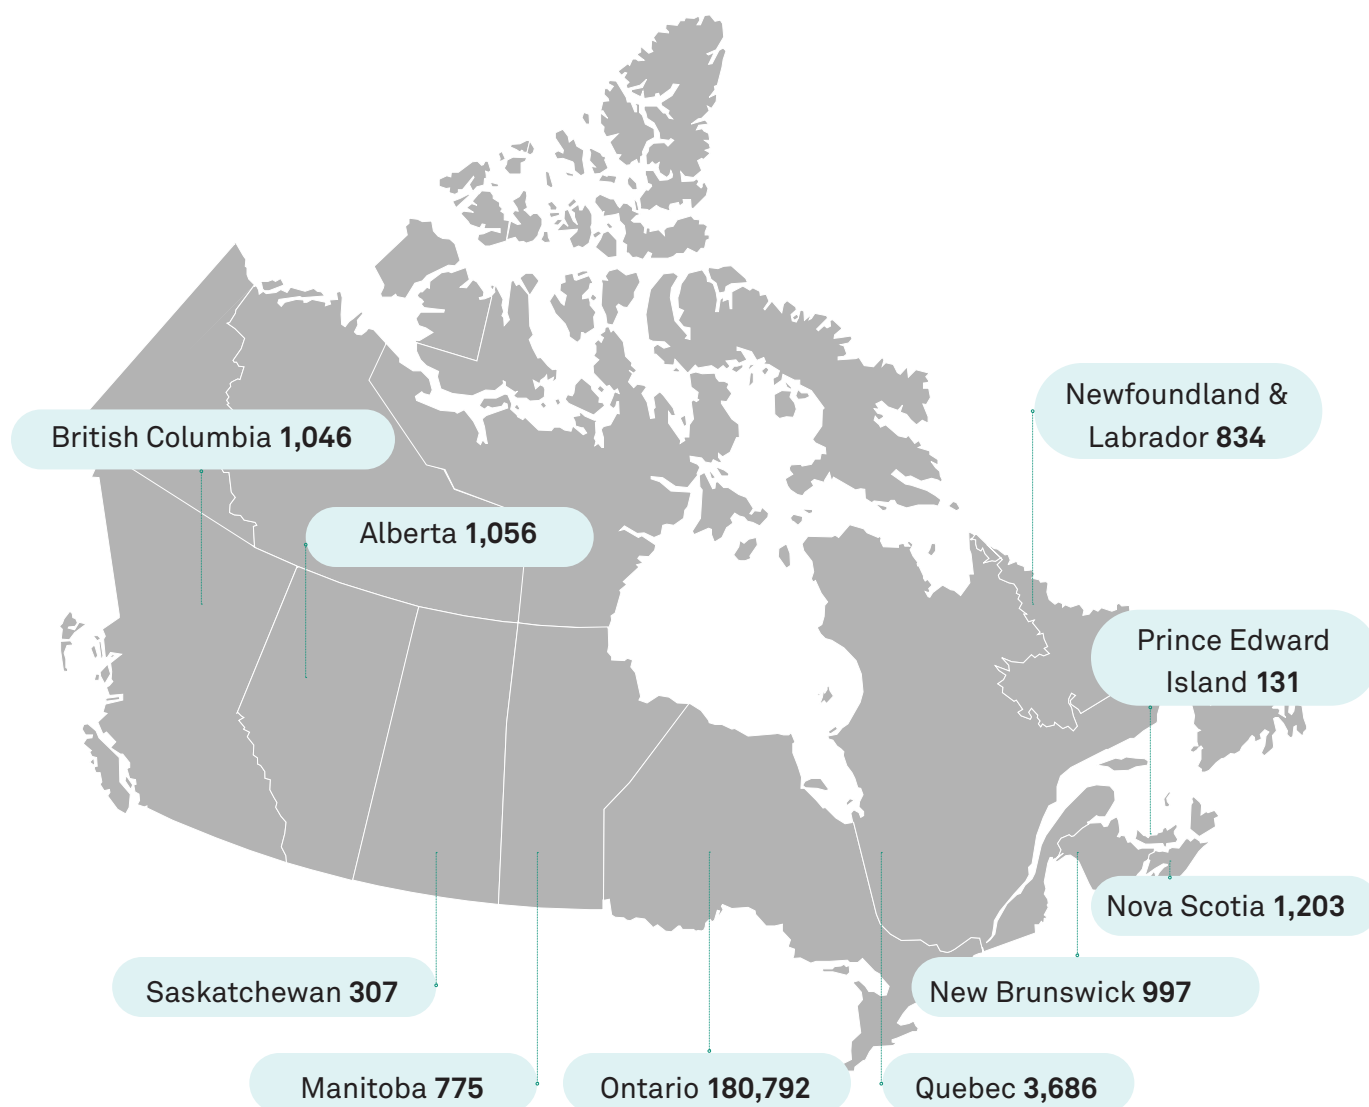 Newfoundland &
Labrador 834
British Columbia 1,046
Alberta 1,056
Prince Edward
Island 131
Nova Scotia 1,203
Saskatchewan 307
New Brunswick 997
Manitoba 775
Ontario 180,792
Quebec 3,686